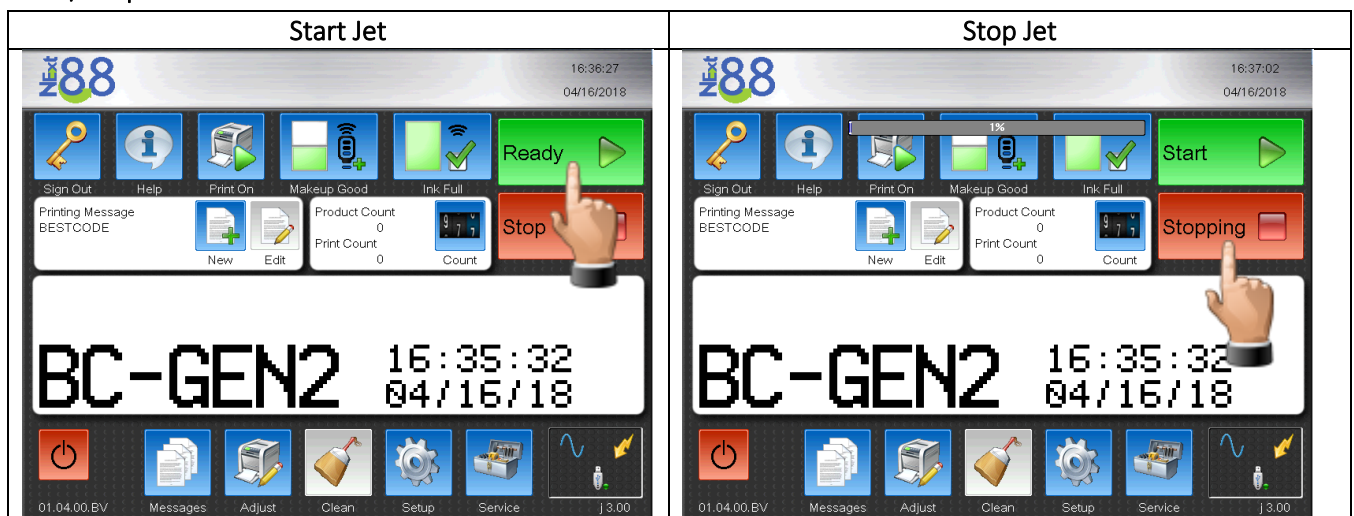 Start Jet
Stop Jet
NExt 88
16:36:27
04/16/2018
Ready
Sign Out
Help
Print On
Makeup Good
Ink Full
Printing Message
BESTCODE
New
Edit
Product Count
0
Print Count
0
Count
Stop
BC-GEN2
16:35:32
04/16/18
01.04.00.BV
Messages
Adjust
Clean
Setup
Service
j 3.00
NExt 88
16:37:02
04/16/2018
1%
Start
Sign Out
Help
Print On
Makeup Good
Ink Full
Printing Message
BESTCODE
New
Edit
Product Count
0
Print Count
0
Count
Stopping
BC-GEN2
16:35:32
04/16/18
01.04.00.BV
Messages
Adjust
Clean
Setup
Service
j 3.00